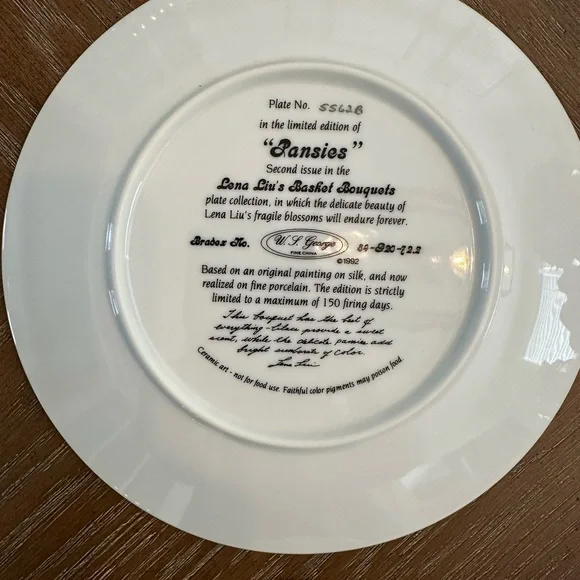 Plate No. 5562B
in the limited edition of
"Pansies"
Second issue in the
Lena Liu's Basket Bouquets
plate collection, in which the delicate beauty of
Lena Liu's fragile blossoms will endure forever.
Bradex No. W. S. George FINE CHINA 84-G20-72.2
©1992
Based on an original painting on silk, and now
realized on fine porcelain. The edition is strictly
limited to a maximum of 150 firing days.
This bouquet has the best of
everything - lilacs provide a sweet
scent, while the delicate pansies add
bright accents of color.
Lena Liu
Ceramic art - not for food use. Faithful color pigments may poison food.